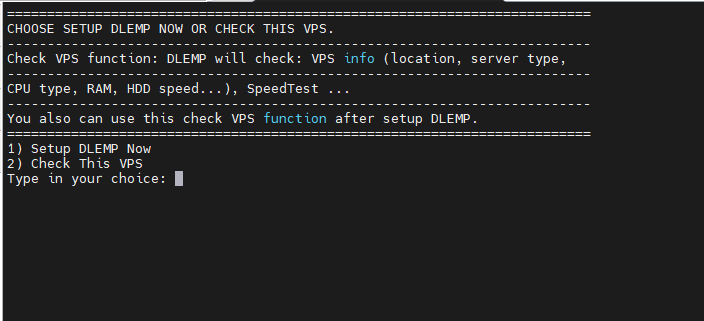 =========================================================================
CHOOSE SETUP DLEMP NOW OR CHECK THIS VPS.
-------------------------------------------------------------------------
Check VPS function: DLEMP will check: VPS info (location, server type,
-------------------------------------------------------------------------
CPU type, RAM, HDD speed...), SpeedTest ...
-------------------------------------------------------------------------
You also can use this check VPS function after setup DLEMP.
=========================================================================
1) Setup DLEMP Now
2) Check This VPS
Type in your choice: